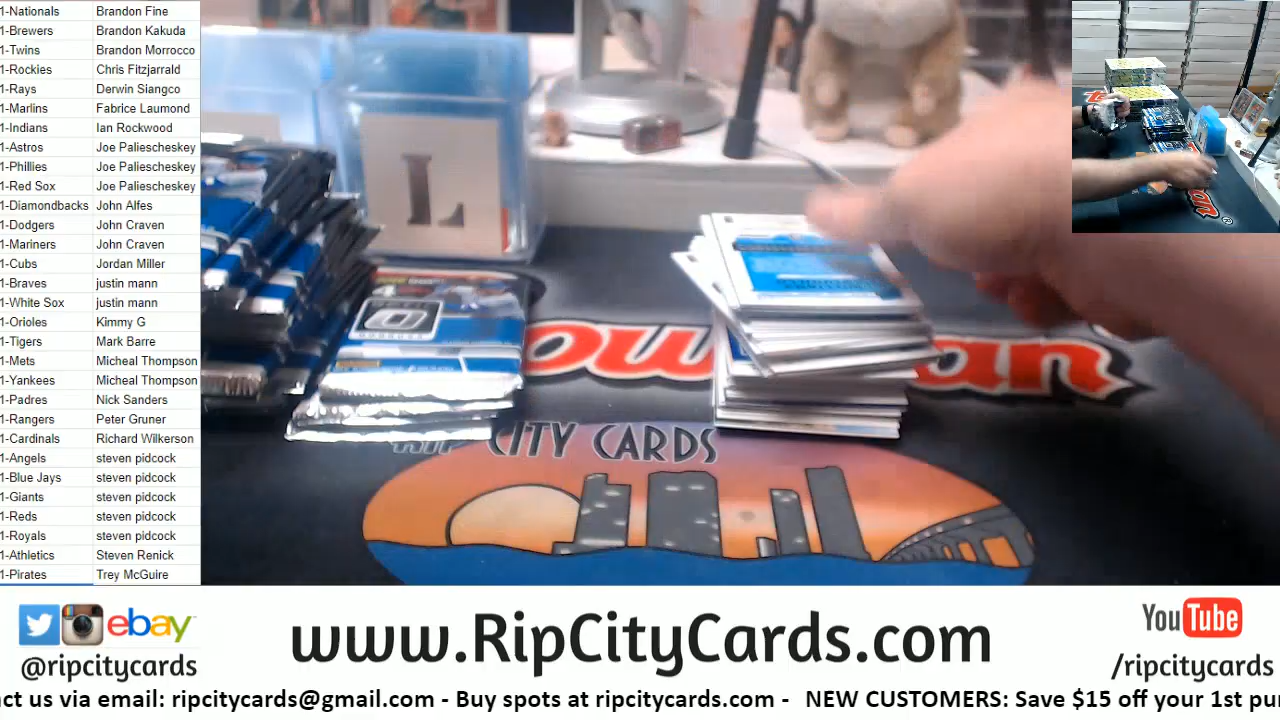 1-Nationals Brandon Fine
1-Brewers Brandon Kakuda
1-Twins Brandon Morrocco
1-Rockies Chris Fitzjarrald
1-Rays Derwin Siangco
1-Marlins Fabrice Laumond
1-Indians Ian Rockwood
1-Astros Joe Paliescheskey
1-Phillies Joe Paliescheskey
1-Red Sox Joe Paliescheskey
1-Diamondbacks John Alfes
1-Dodgers John Craven
1-Mariners John Craven
1-Cubs Jordan Miller
1-Braves justin mann
1-White Sox justin mann
1-Orioles Kimmy G
1-Tigers Mark Barre
1-Mets Micheal Thompson
1-Yankees Micheal Thompson
1-Padres Nick Sanders
1-Rangers Peter Gruner
1-Cardinals Richard Wilkerson
1-Angels steven pidcock
1-Blue Jays steven pidcock
1-Giants steven pidcock
1-Reds steven pidcock
1-Royals steven pidcock
1-Athletics Steven Renick
1-Pirates Trey McGuire
L
RIP CITY CARDS
ebay
@ripcitycards
www.RipCityCards.com
YouTube
/ripcitycards
ct us via email: ripcitycards@gmail.com - Buy spots at ripcitycards.com - NEW CUSTOMERS: Save $15 off your 1st pur